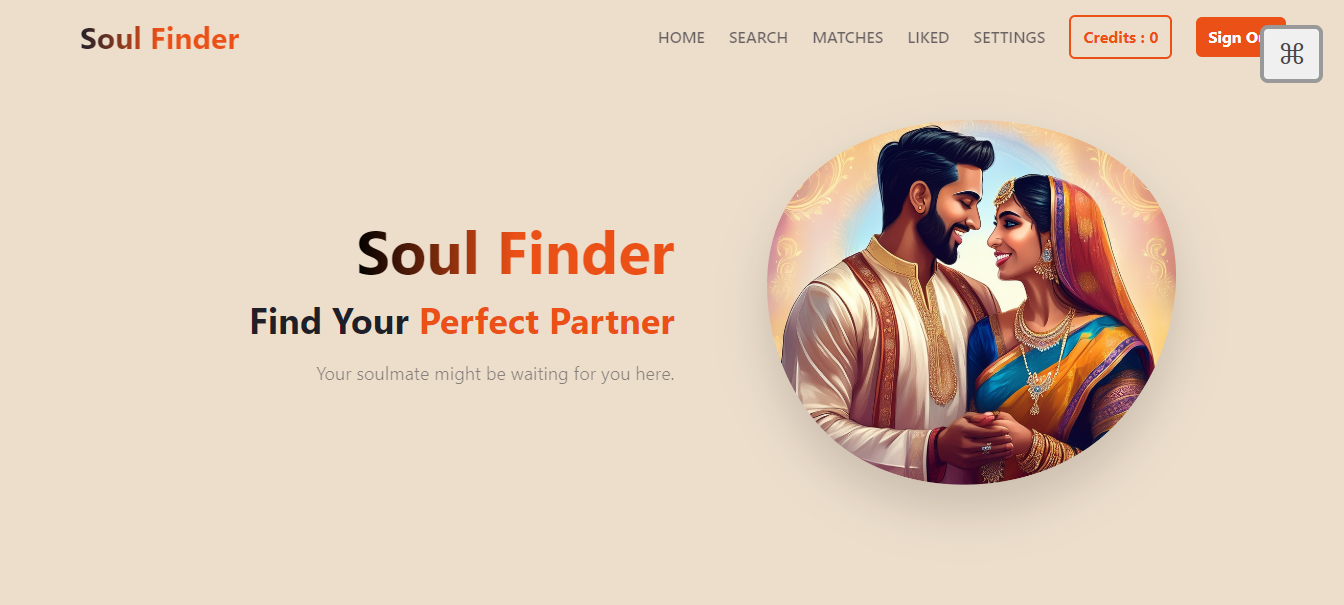 Soul Finder
HOME SEARCH MATCHES LIKED SETTINGS Credits : 0 Sign
⌘
Soul Finder
Find Your Perfect Partner
Your soulmate might be waiting for you here.